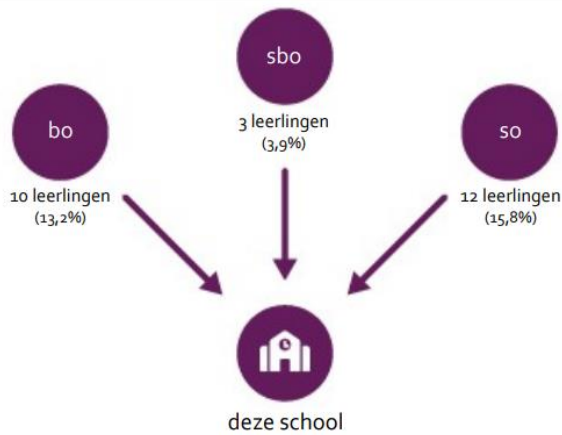 sbo
3 leerlingen
(3,9%)
bo
10 leerlingen
(13,2%)
so
12 leerlingen
(15,8%)
deze school